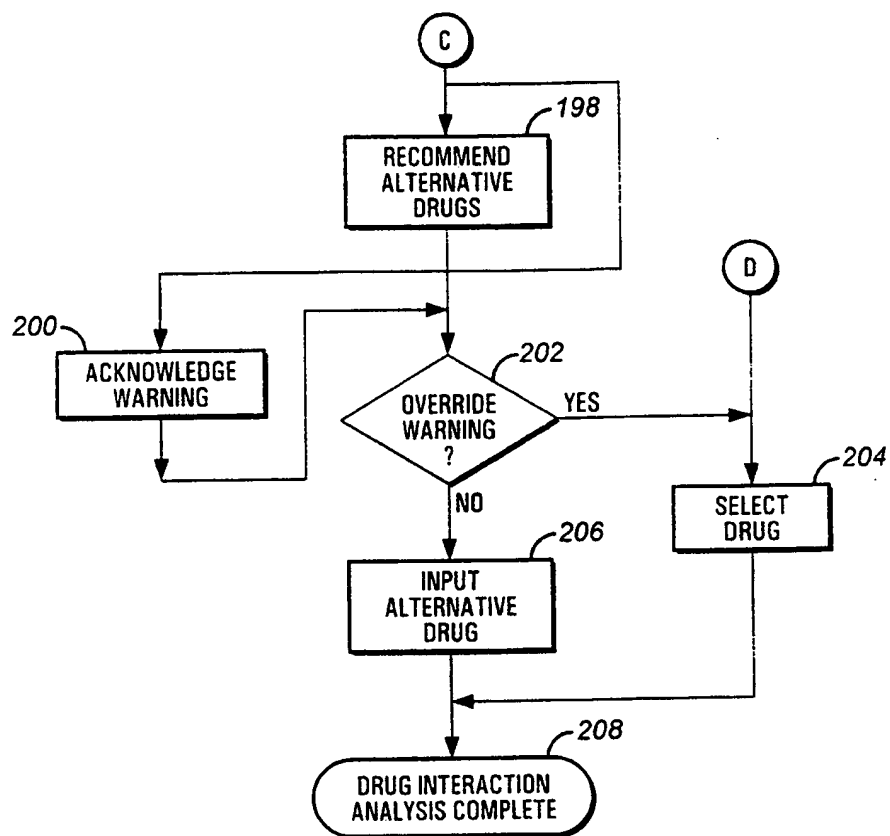 C
198
RECOMMEND
ALTERNATIVE
DRUGS
D
200
ACKNOWLEDGE
WARNING
202
OVERRIDE
WARNING
?
YES
NO
204
SELECT
DRUG
206
INPUT
ALTERNATIVE
DRUG
208
DRUG INTERACTION
ANALYSIS COMPLETE